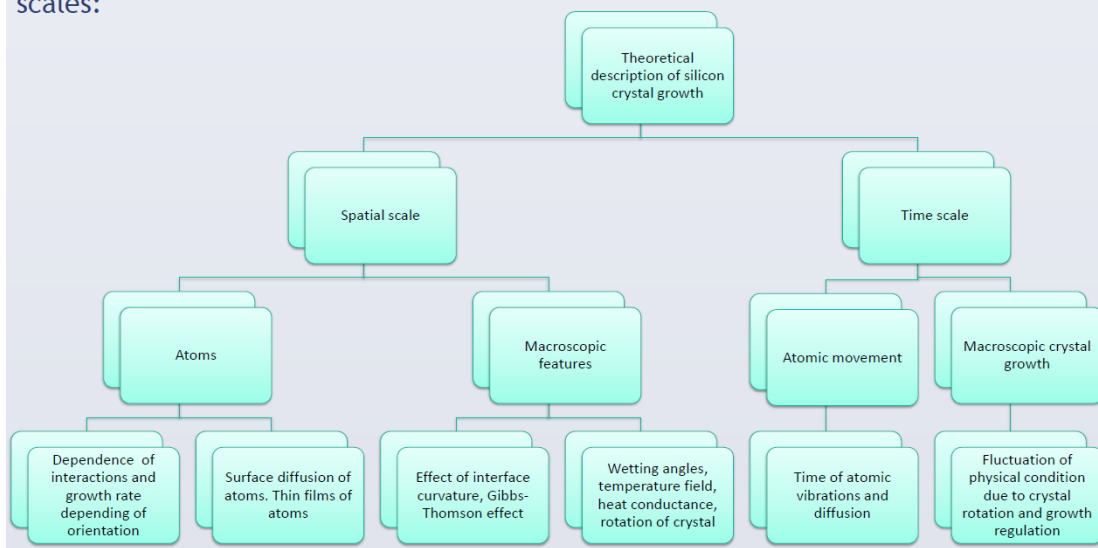 scales:
Theoretical
description of silicon
crystal growth
Spatial scale
Time scale
Atoms
Macroscopic
features
Atomic movement
Macroscopic crystal
growth
Dependence of
interactions and
growth rate
depending of
orientation
Surface diffusion of
atoms. Thin films of
atoms
Effect of interface
curvature, Gibbs-
Thomson effect
Wetting angles,
temperature field,
heat conductance,
rotation of crystal
Time of atomic
vibrations and
diffusion
Fluctuation of
physical condition
due to crystal
rotation and growth
regulation